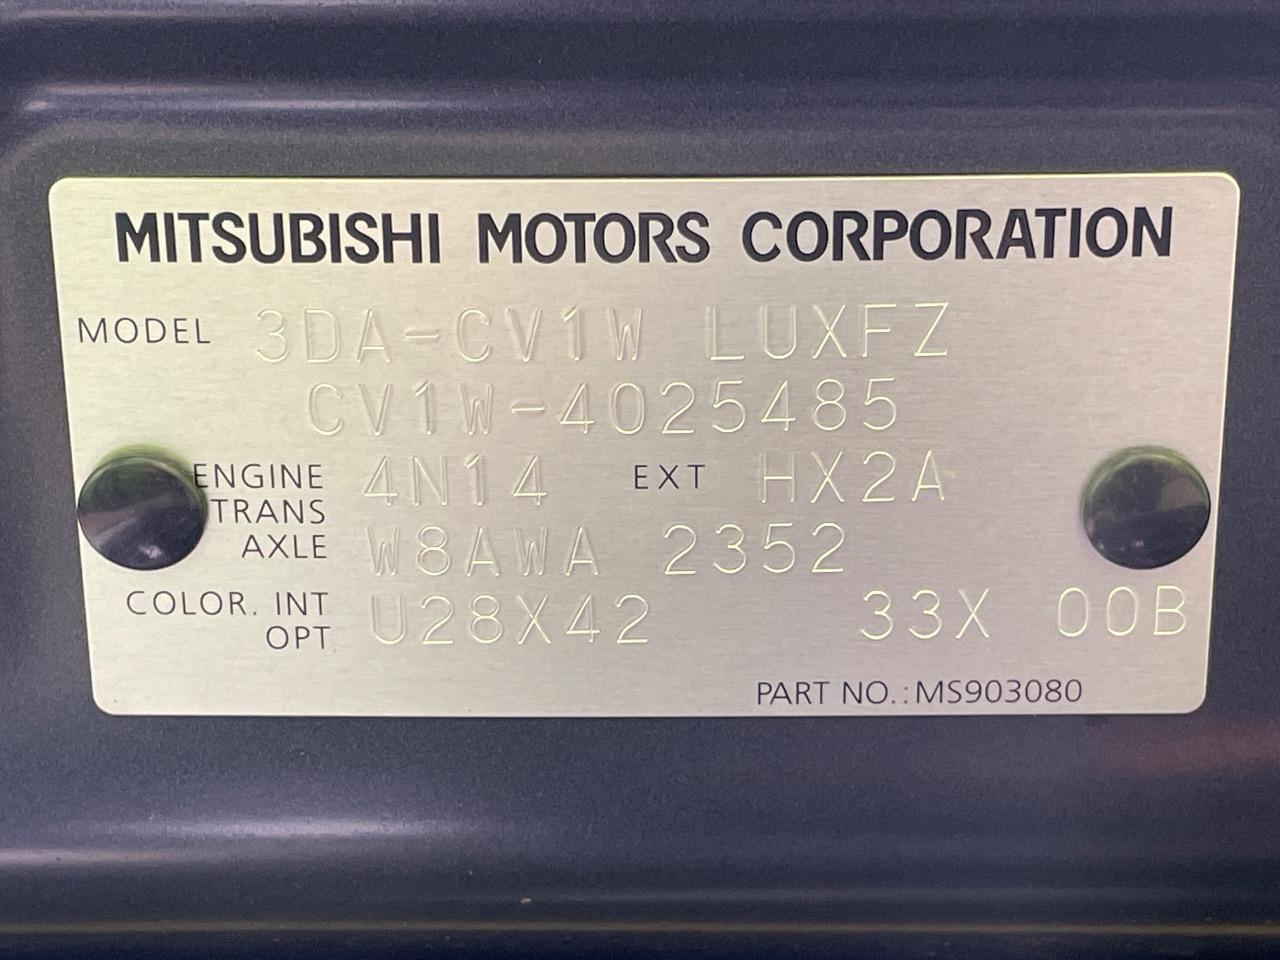 MITSUBISHI MOTORS CORPORATION
MODEL 3DA-CV1W LUXFZ
CV1W-4025485
ENGINE 4N14 EXT HX2A
TRANS
AXLE W8AWA 2352
COLOR. INT U28X42 33X 00B
OPT
PART NO.:MS903080